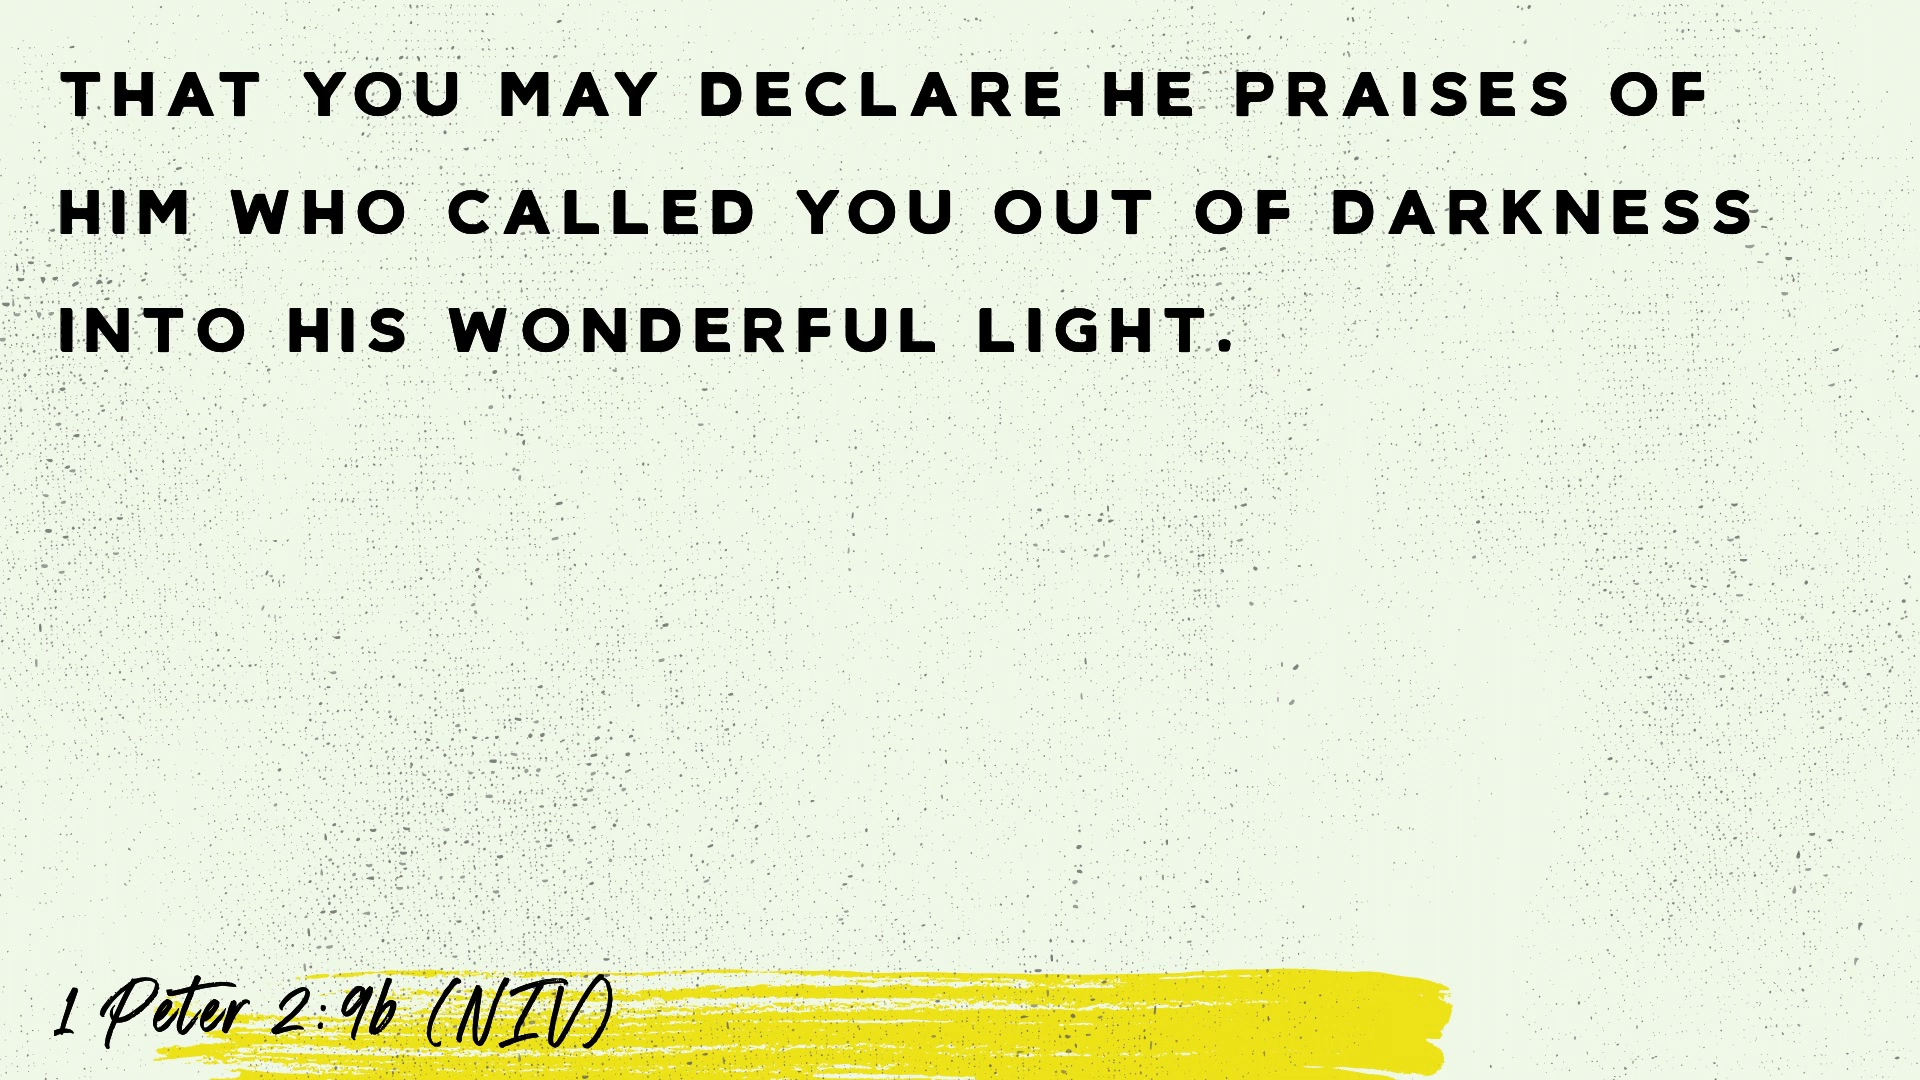 THAT YOU MAY DECLARE HE PRAISES OF
HIM WHO CALLED YOU OUT OF DARKNESS
INTO HIS WONDERFUL LIGHT.
1 Peter 2:9b (NIV)